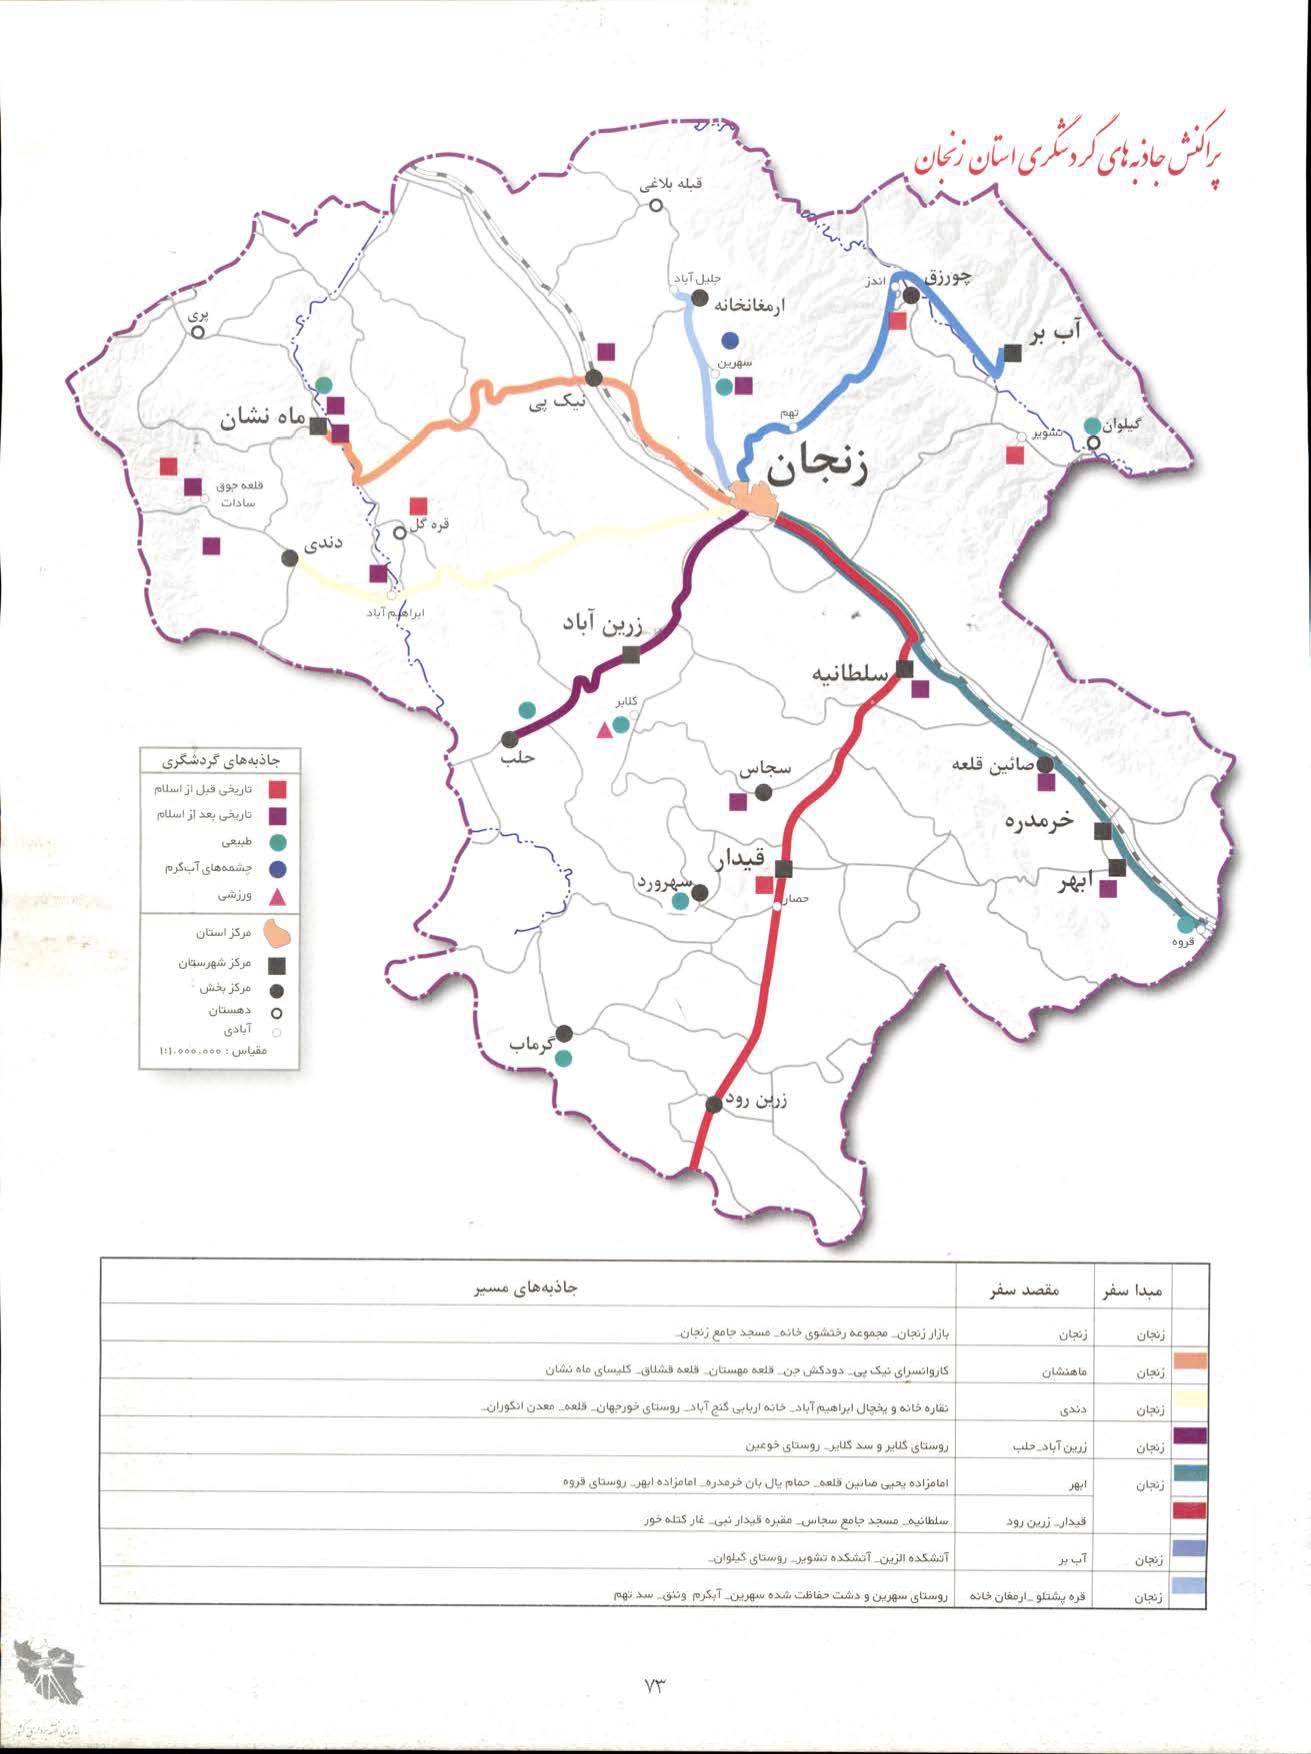 پراکنش جاذبه‌های گردشگری استان زنجان
قبله بلاغی
جلیل آباد
ارمغانخانه
سهرین
چورزق
اندز
آب بر
تهم
گیلوان
تشویر
پری
نیک پی
ماه نشان
زنجان
قلعه جوق
سادات
قره گل
دندی
ابراهیم آباد
زرین آباد
سلطانیه
کلابر
حلب
سجاس
صائین قلعه
خرمدره
قیدار
ابهر
سهرورد
حصار
قروه
گرماب
زرین رود
جاذبه‌های گردشگری
تاریخی قبل از اسلام
تاریخی بعد از اسلام
طبیعی
چشمه‌های آب‌گرم
ورزشی
مرکز استان
مرکز شهرستان
مرکز بخش
دهستان
آبادی
مقیاس : ۱:۱.۰۰۰.۰۰۰
مبدا سفر مقصد سفر جاذبه‌های مسیر
زنجان زنجان بازار زنجان_ مجموعه رختشوی خانه_ مسجد جامع زنجان_
زنجان ماهنشان کاروانسرای نیک پی_ دودکش جن_ قلعه مهستان_ قلعه قشلاق_ کلیسای ماه نشان
زنجان دندی نقاره خانه و یخچال ابراهیم آباد_ خانه اربابی گنج آباد_ روستای خورجهان_ قلعه_ معدن انگوران_
زنجان زرین آباد_حلب روستای گلابر و سد گلابر_ روستای خوعین
زنجان ابهر امامزاده یحیی صائین قلعه_ حمام یال بان خرمدره_ امامزاده ابهر_ روستای قروه
قیدار_ زرین رود سلطانیه_ مسجد جامع سجاس_ مقبره قیدار نبی_ غار کتله خور
زنجان آب بر آتشکده الزین_ آتشکده تشویر_ روستای گیلوان_
زنجان قره پشتلو _ارمغان خانه روستای سهرین و دشت حفاظت شده سهرین_ آبگرم وننق_ سد تهم
۷۳
سازمان نقشه برداری کشور